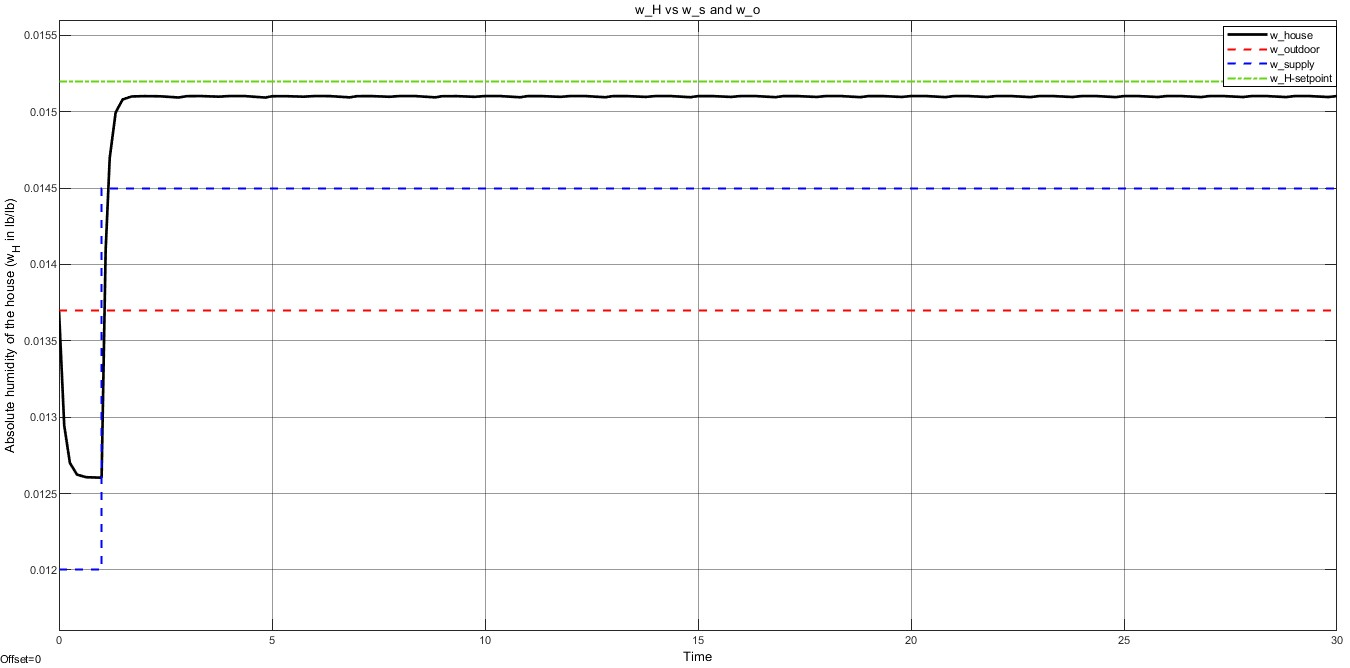 w_H vs w_s and w_o
w_house
w_outdoor
w_supply
w_H-setpoint
Absolute humidity of the house (w_H in lb/lb)
0.0155
0.015
0.0145
0.014
0.0135
0.013
0.0125
0.012
0 5 10 15 20 25 30
Time
Offset=0